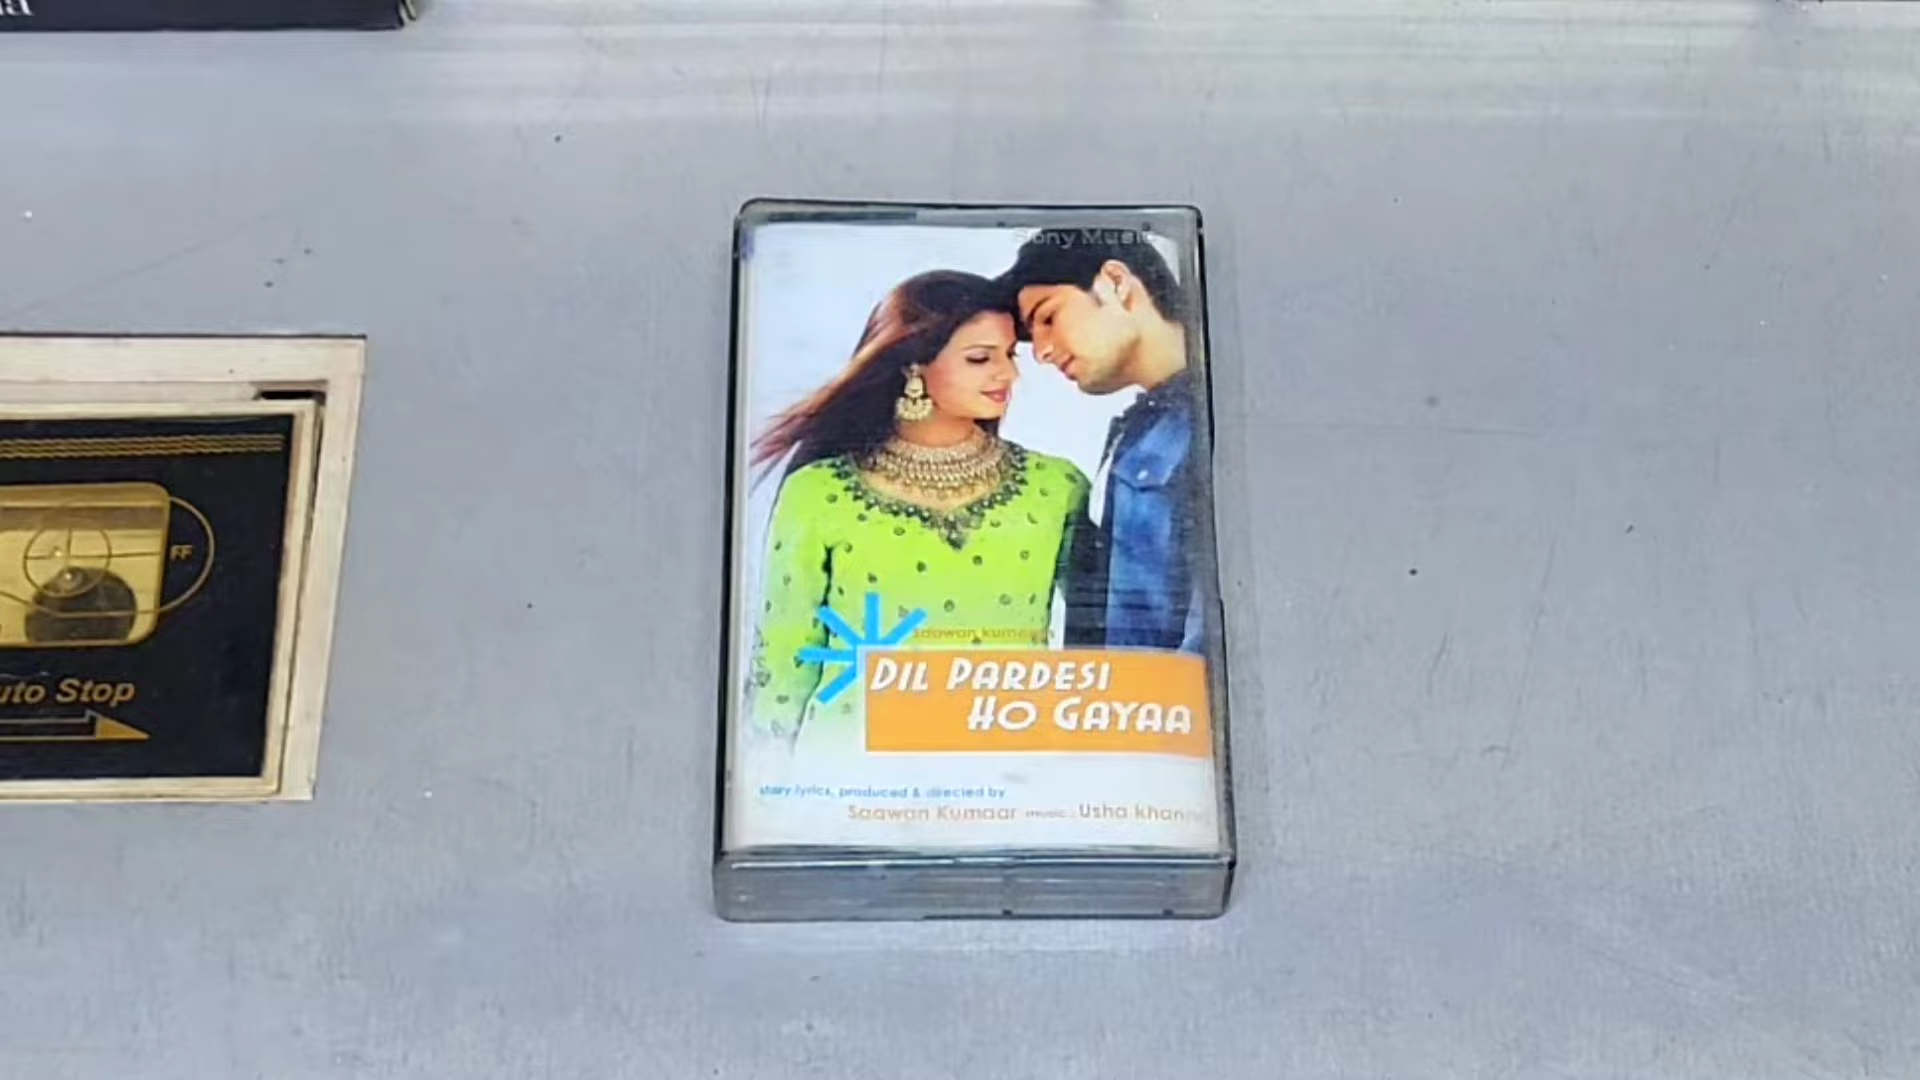 Sony Music
FF
uto Stop
Saawan kumaar's
DIL PARDESI
HO GAYAA
story, lyrics, produced & directed by
Saawan Kumaar music : Usha khanna